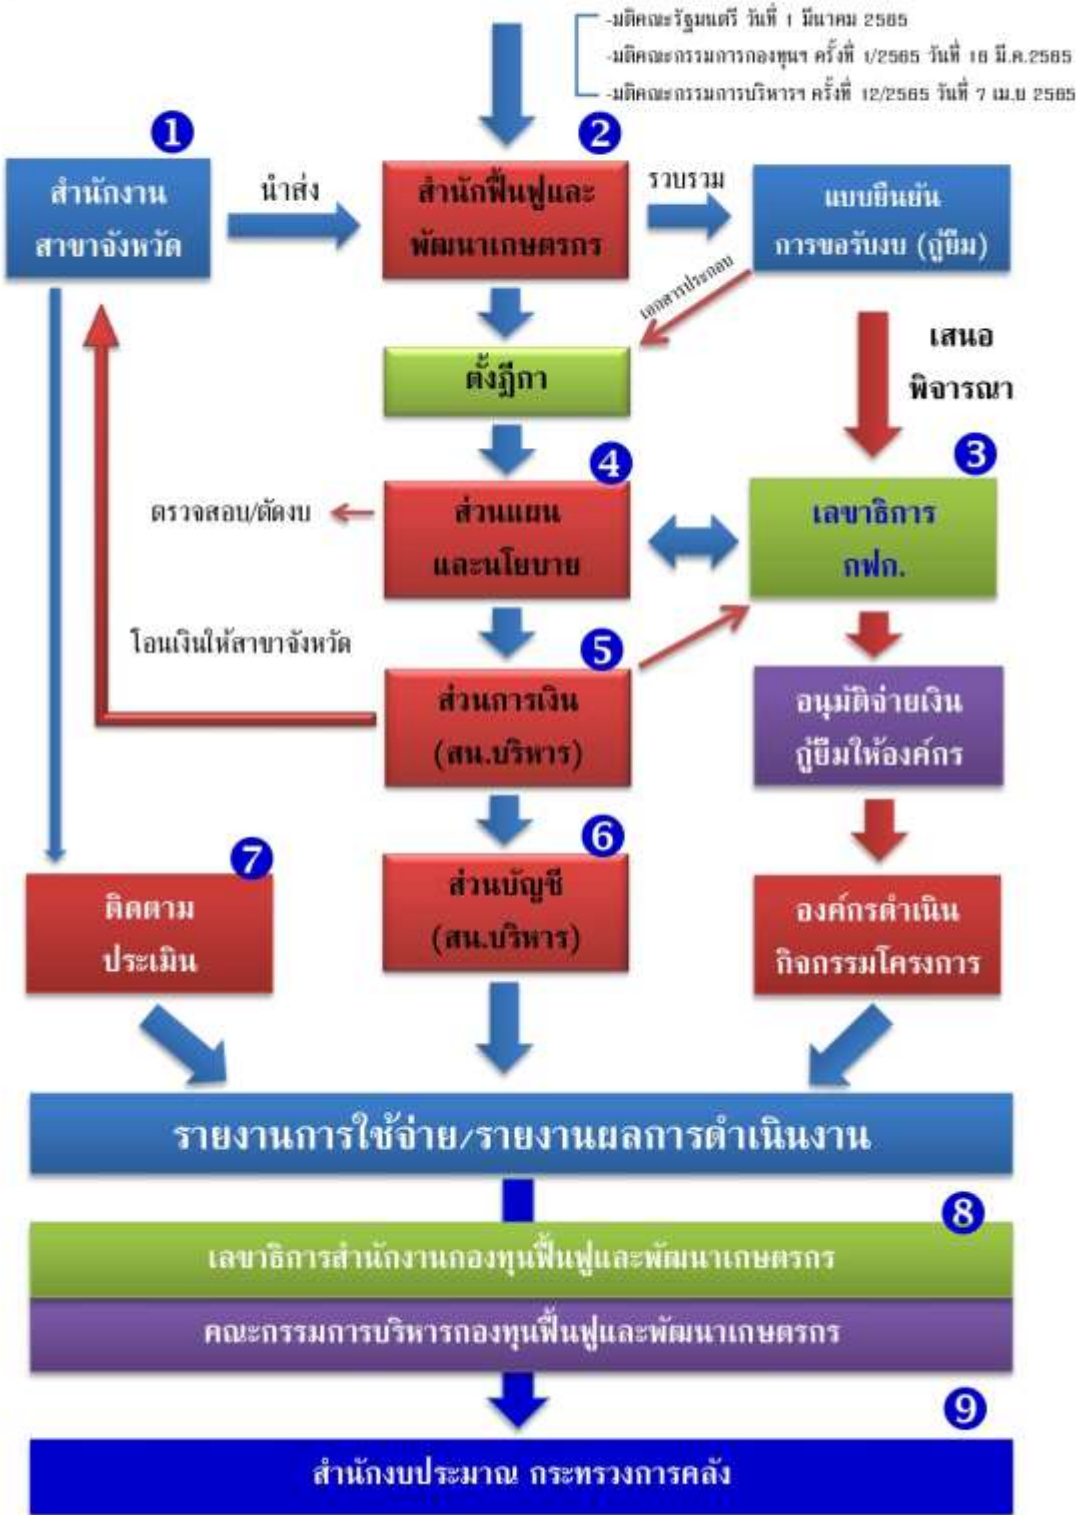 -มติคณะรัฐมนตรี วันที่ 1 มีนาคม 2565
-มติคณะกรรมการกองทุนฯ ครั้งที่ 1/2565 วันที่ 16 มี.ค.2565
-มติคณะกรรมการบริหารฯ ครั้งที่ 12/2565 วันที่ 7 เม.ย 2565
1
สำนักงาน
สาขาจังหวัด
นำส่ง
2
สำนักฟื้นฟูและ
พัฒนาเกษตรกร
รวบรวม
แบบยืนยัน
การขอรับงบ (กู้ยืม)
เอกสารประกอบ
ตั้งฎีกา
เสนอ
พิจารณา
3
เลขาธิการ
กฟก.
4
ส่วนแผน
และนโยบาย
ตรวจสอบ/ตัดงบ
โอนเงินให้สาขาจังหวัด
5
ส่วนการเงิน
(สน.บริหาร)
อนุมัติจ่ายเงิน
กู้ยืมให้องค์กร
6
ส่วนบัญชี
(สน.บริหาร)
7
ติดตาม
ประเมิน
องค์กรดำเนิน
กิจกรรมโครงการ
รายงานการใช้จ่าย/รายงานผลการดำเนินงาน
8
เลขาธิการสำนักงานกองทุนฟื้นฟูและพัฒนาเกษตรกร
คณะกรรมการบริหารกองทุนฟื้นฟูและพัฒนาเกษตรกร
9
สำนักงบประมาณ กระทรวงการคลัง